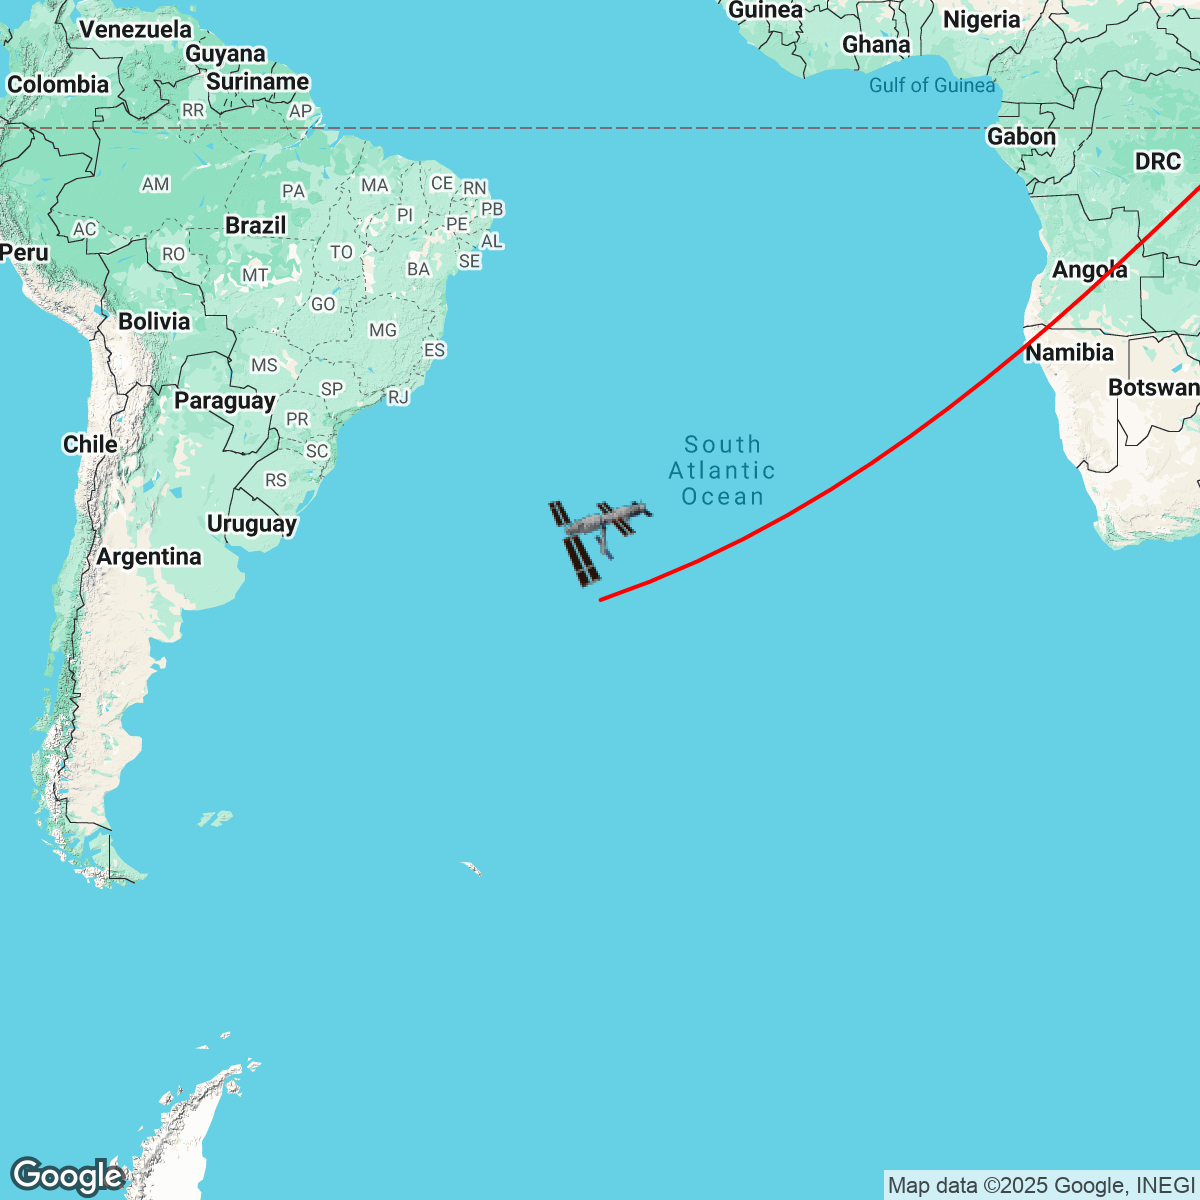 Guinea
Nigeria
Venezuela
Guyana
Ghana
Colombia
Suriname
Gulf of Guinea
RR
AP
Gabon
DRC
AM
PA
MA
CE
RN
PI
PB
Brazil
PE
AC
AL
Peru
RO
TO
SE
MT
BA
Angola
GO
Bolivia
MG
ES
Namibia
MS
SP
RJ
Botswan
Paraguay
PR
Chile
SC
South
Atlantic
Ocean
RS
Uruguay
Argentina
Google
Map data ©2025 Google, INEGI